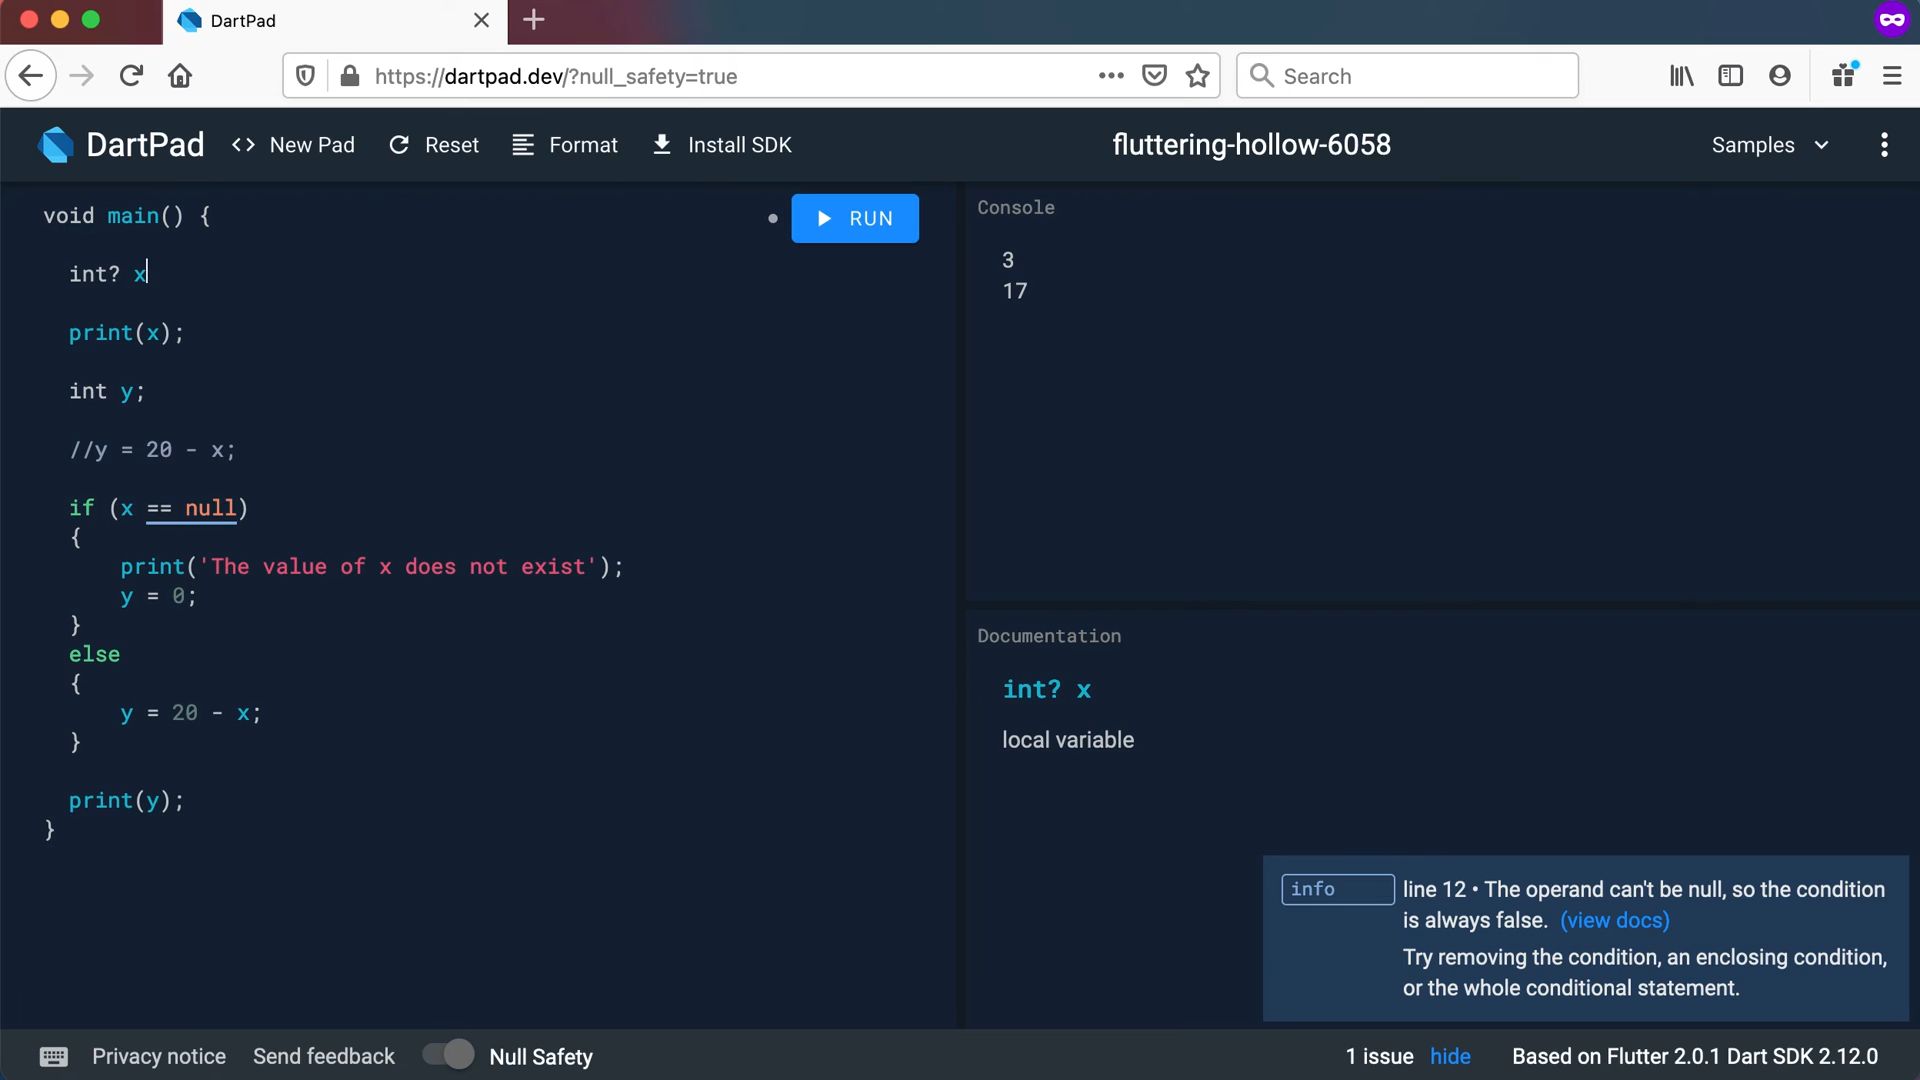 DartPad
https://dartpad.dev/?null_safety=true
Search
DartPad
<> New Pad
Reset
Format
Install SDK
fluttering-hollow-6058
Samples
void main() {
RUN
int? x
print(x);
int y;
//y = 20 - x;
if (x == null)
{
print('The value of x does not exist');
y = 0;
}
else
{
y = 20 - x;
}
print(y);
}
Console
3
17
Documentation
int? x
local variable
info
line 12 • The operand can't be null, so the condition
is always false. (view docs)
Try removing the condition, an enclosing condition,
or the whole conditional statement.
Privacy notice
Send feedback
Null Safety
1 issue hide
Based on Flutter 2.0.1 Dart SDK 2.12.0